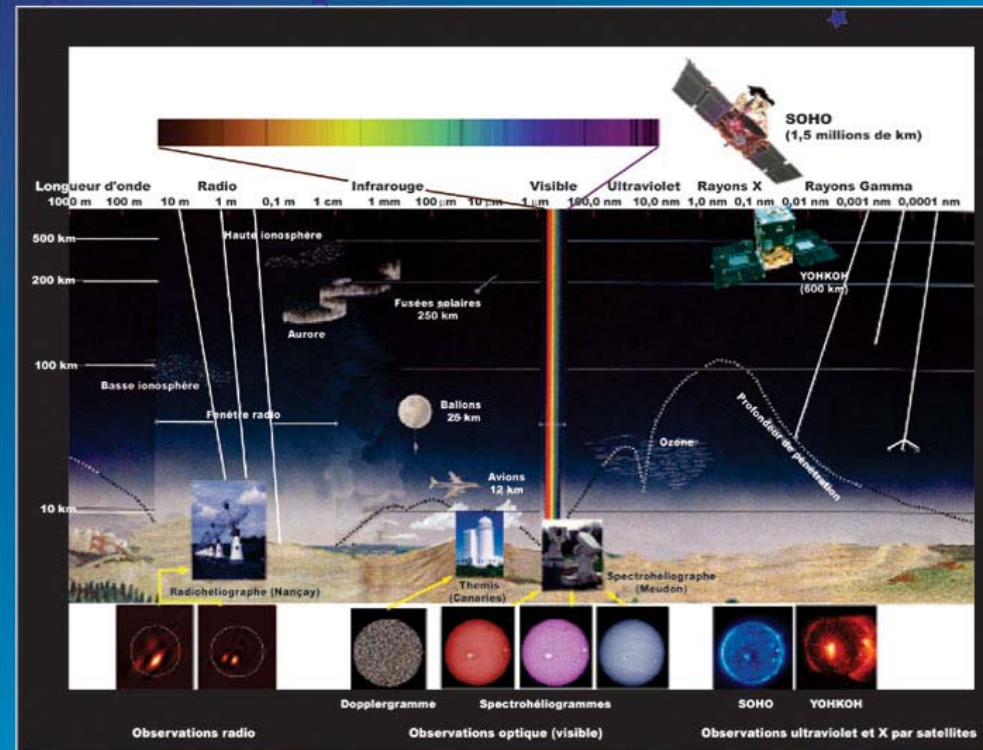 SOHO
(1,5 millions de km)
Longueur d'onde Radio Infrarouge Visible Ultraviolet Rayons X Rayons Gamma
1000 m 100 m 10 m 1 m 0,1 m 1 cm 1 mm 100 µm 10 µm 1 µm 100,0 nm 10,0 nm 1,0 nm 0,1 nm 0,01 nm 0,001 nm 0,0001 nm
Haute ionosphère
500 km
200 km
YOHKOH
(600 km)
Fusées solaires
250 km
Aurore
100 km
Basse ionosphère
Ballons
25 km
Fenêtre radio
Profondeur de pénétration
Ozone
Avions
12 km
10 km
Radiohéliographe (Nançay)
Themis
(Canaries)
Spectrohéliographe
(Meudon)
Dopplergramme Spectrohéliogrammes SOHO YOHKOH
Observations radio Observations optique (visible) Observations ultraviolet et X par satellites